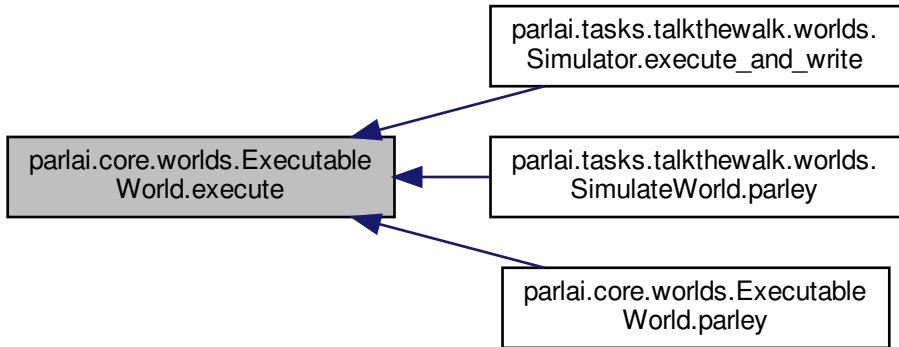 parlai.tasks.talkthewalk.worlds.
Simulator.execute_and_write
parlai.core.worlds.Executable
World.execute
parlai.tasks.talkthewalk.worlds.
SimulateWorld.parley
parlai.core.worlds.Executable
World.parley